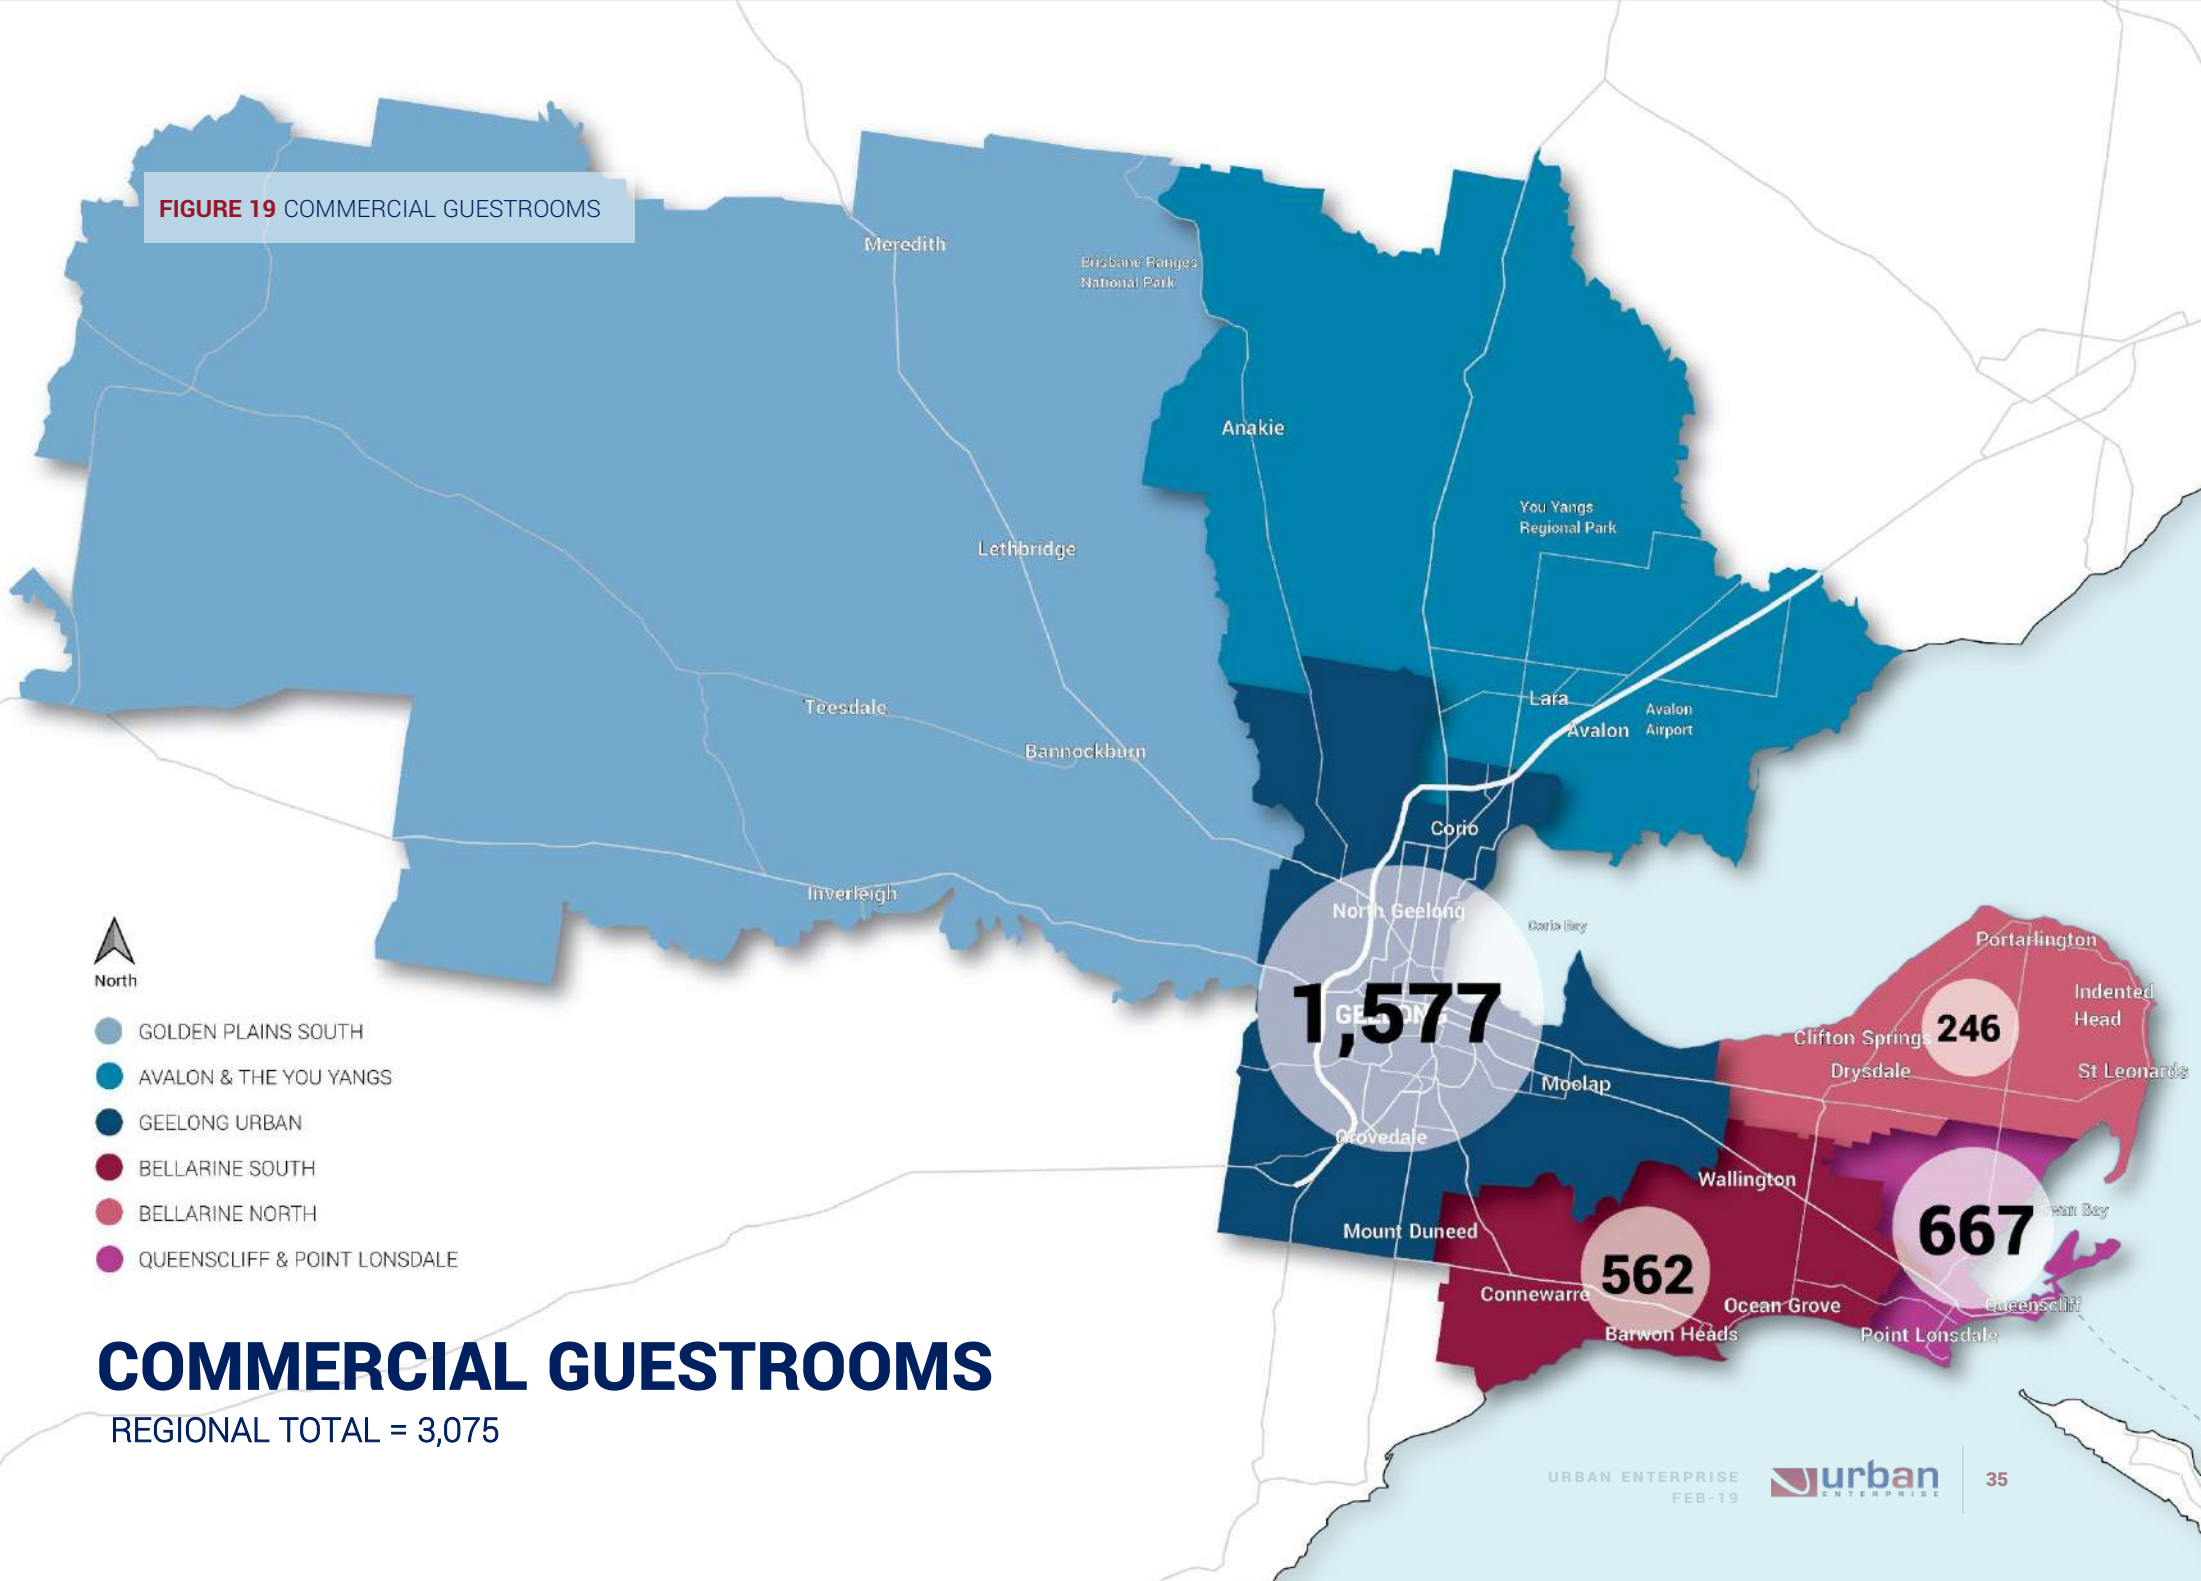 FIGURE 19 COMMERCIAL GUESTROOMS
Meredith
Brisbane Ranges
National Park
Anakie
You Yangs
Regional Park
Lethbridge
Lara
Avalon
Airport
Avalon
Teesdale
Bannockburn
Corio
Inverleigh
North Geelong
Corio Bay
Portarlington
1,577
GEELONG
Indented
Head
246
Clifton Springs
Drysdale
St Leonards
Moolap
Grovedale
Wallington
667
Mount Duneed
562
Connewarre
Ocean Grove
Queenscliff
Barwon Heads
Point Lonsdale
North
GOLDEN PLAINS SOUTH
AVALON & THE YOU YANGS
GEELONG URBAN
BELLARINE SOUTH
BELLARINE NORTH
QUEENSCLIFF & POINT LONSDALE
COMMERCIAL GUESTROOMS
REGIONAL TOTAL = 3,075
URBAN ENTERPRISE
FEB-19
urban
ENTERPRISE
35